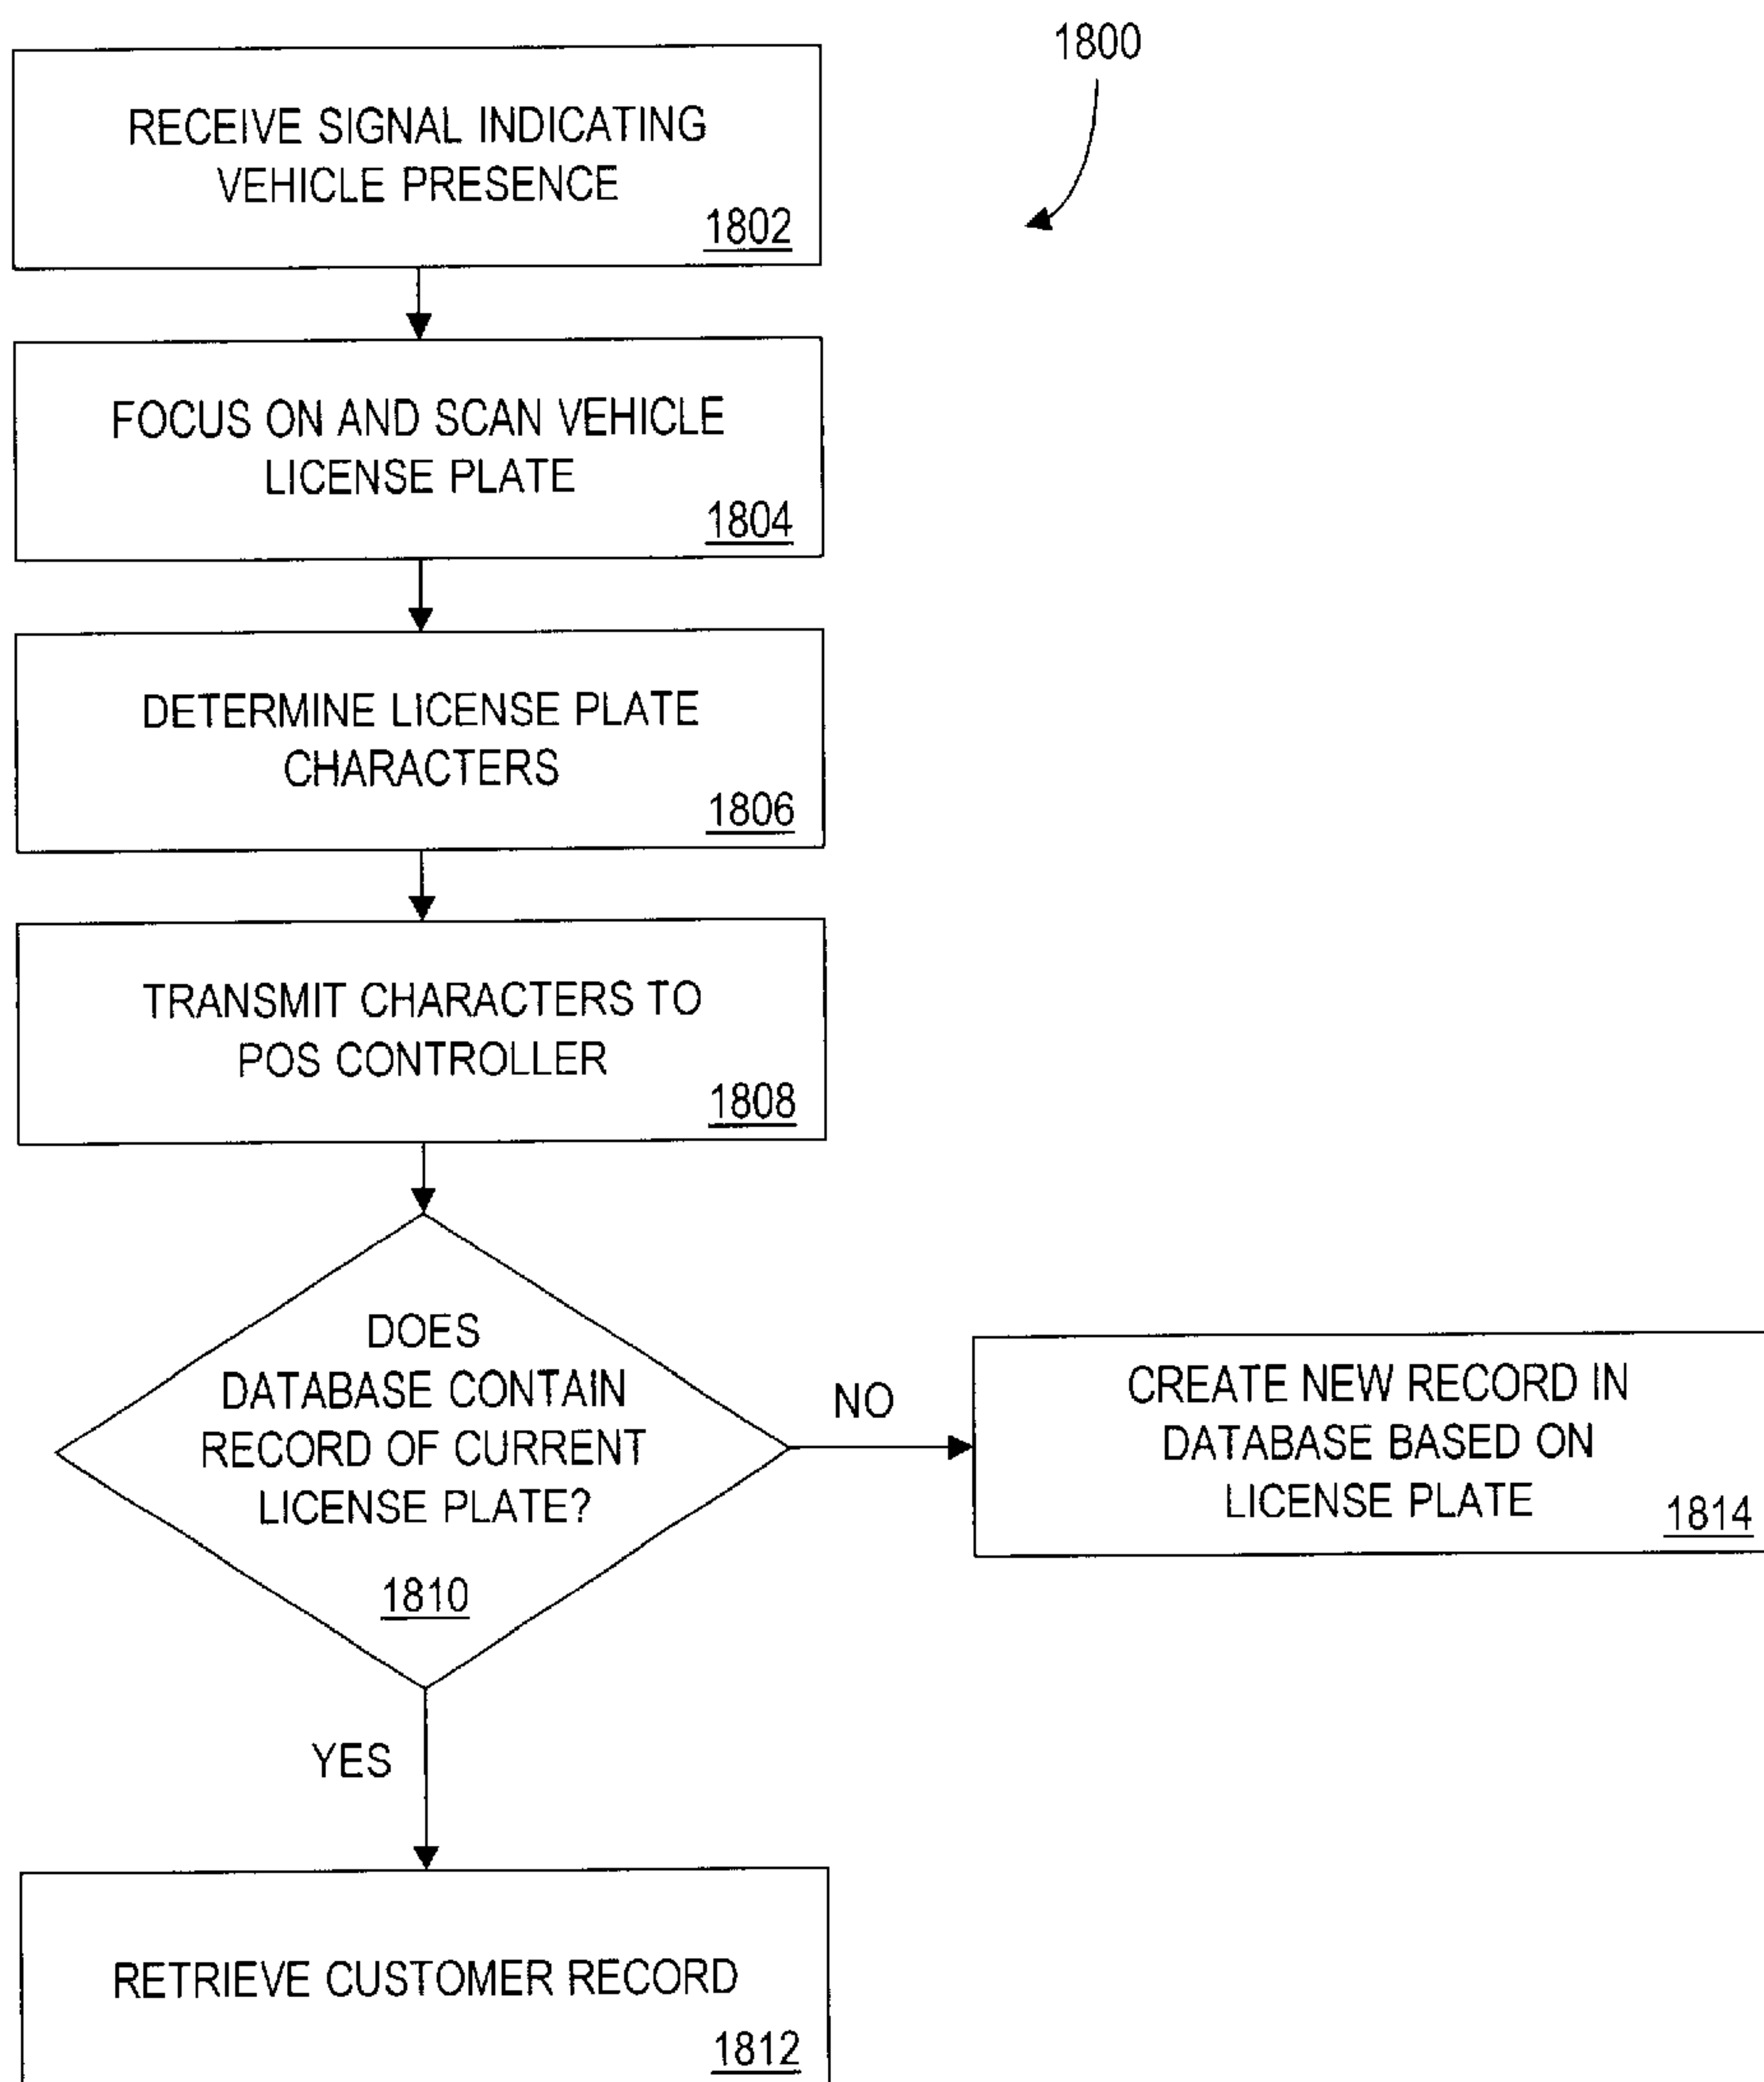 1800
RECEIVE SIGNAL INDICATING
VEHICLE PRESENCE
1802
FOCUS ON AND SCAN VEHICLE
LICENSE PLATE
1804
DETERMINE LICENSE PLATE
CHARACTERS
1806
TRANSMIT CHARACTERS TO
POS CONTROLLER
1808
DOES
DATABASE CONTAIN
RECORD OF CURRENT
LICENSE PLATE?
1810
NO
CREATE NEW RECORD IN
DATABASE BASED ON
LICENSE PLATE
1814
YES
RETRIEVE CUSTOMER RECORD
1812